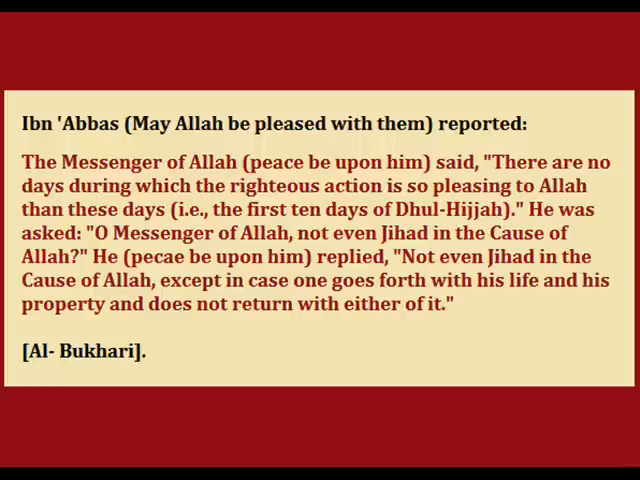 Ibn 'Abbas (May Allah be pleased with them) reported:
The Messenger of Allah (peace be upon him) said, "There are no
days during which the righteous action is so pleasing to Allah
than these days (i.e., the first ten days of Dhul-Hijjah)." He was
asked: "O Messenger of Allah, not even Jihad in the Cause of
Allah?" He (pecae be upon him) replied, "Not even Jihad in the
Cause of Allah, except in case one goes forth with his life and his
property and does not return with either of it."
[Al- Bukhari].